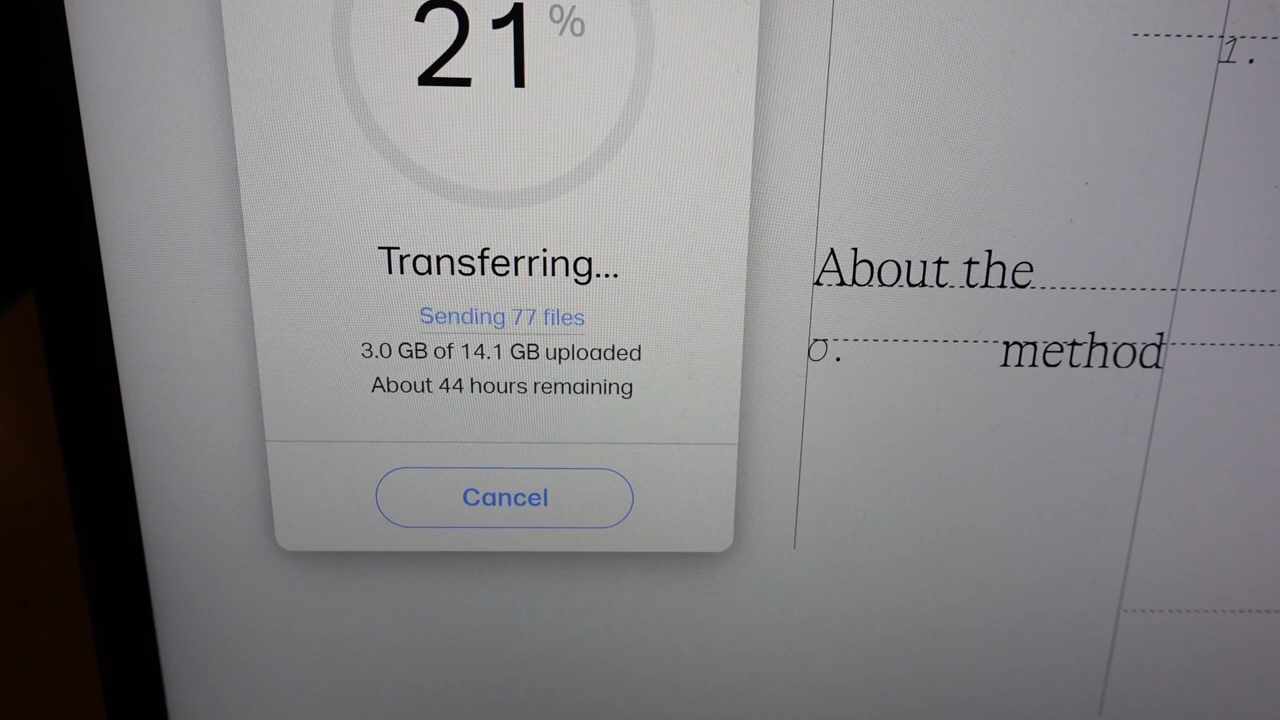 21%
Transferring...
Sending 77 files
3.0 GB of 14.1 GB uploaded
About 44 hours remaining
Cancel
1.
About the
0. method